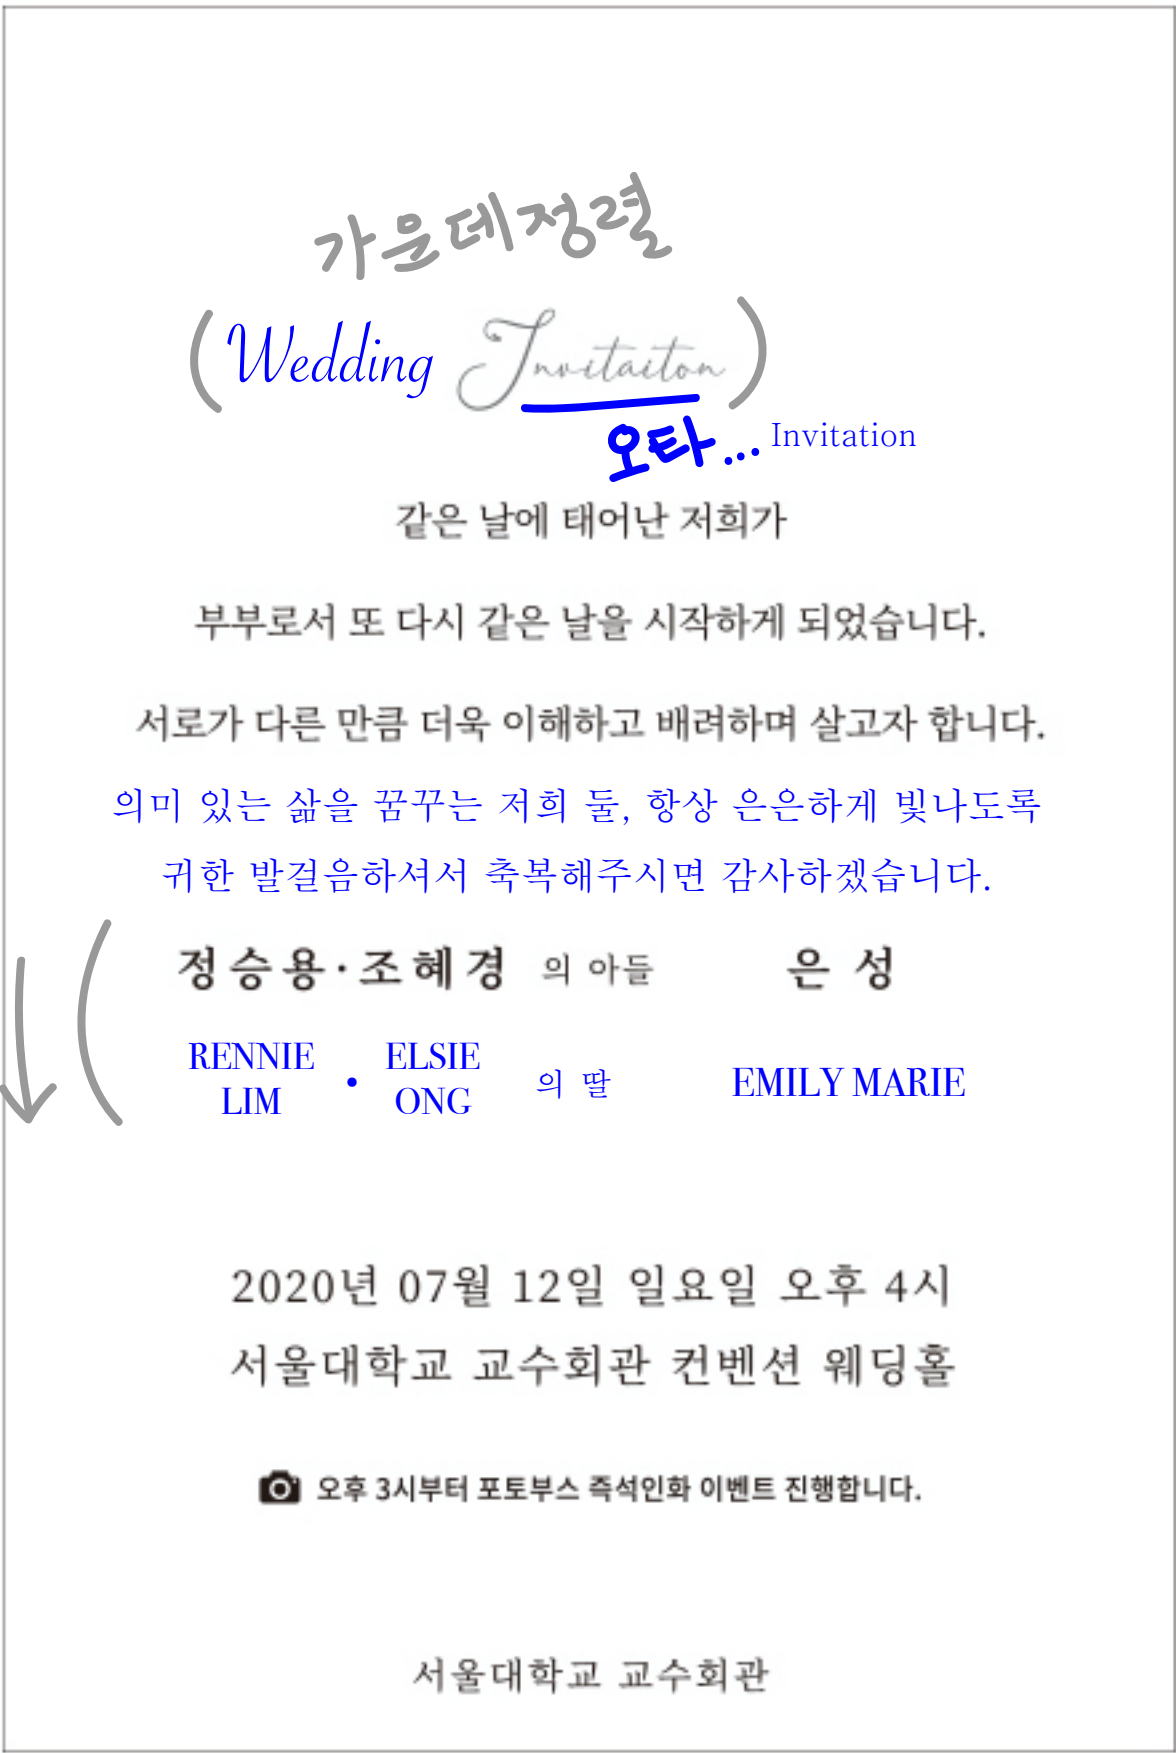 가운데정렬
(Wedding Invitaiton)
오타... Invitation
같은 날에 태어난 저희가
부부로서 또 다시 같은 날을 시작하게 되었습니다.
서로가 다른 만큼 더욱 이해하고 배려하며 살고자 합니다.
의미 있는 삶을 꿈꾸는 저희 둘, 항상 은은하게 빛나도록
귀한 발걸음하셔서 축복해주시면 감사하겠습니다.
정승용·조혜경 의 아들 은 성
RENNIE LIM • ELSIE ONG 의 딸 EMILY MARIE
2020년 07월 12일 일요일 오후 4시
서울대학교 교수회관 컨벤션 웨딩홀
오후 3시부터 포토부스 즉석인화 이벤트 진행합니다.
서울대학교 교수회관